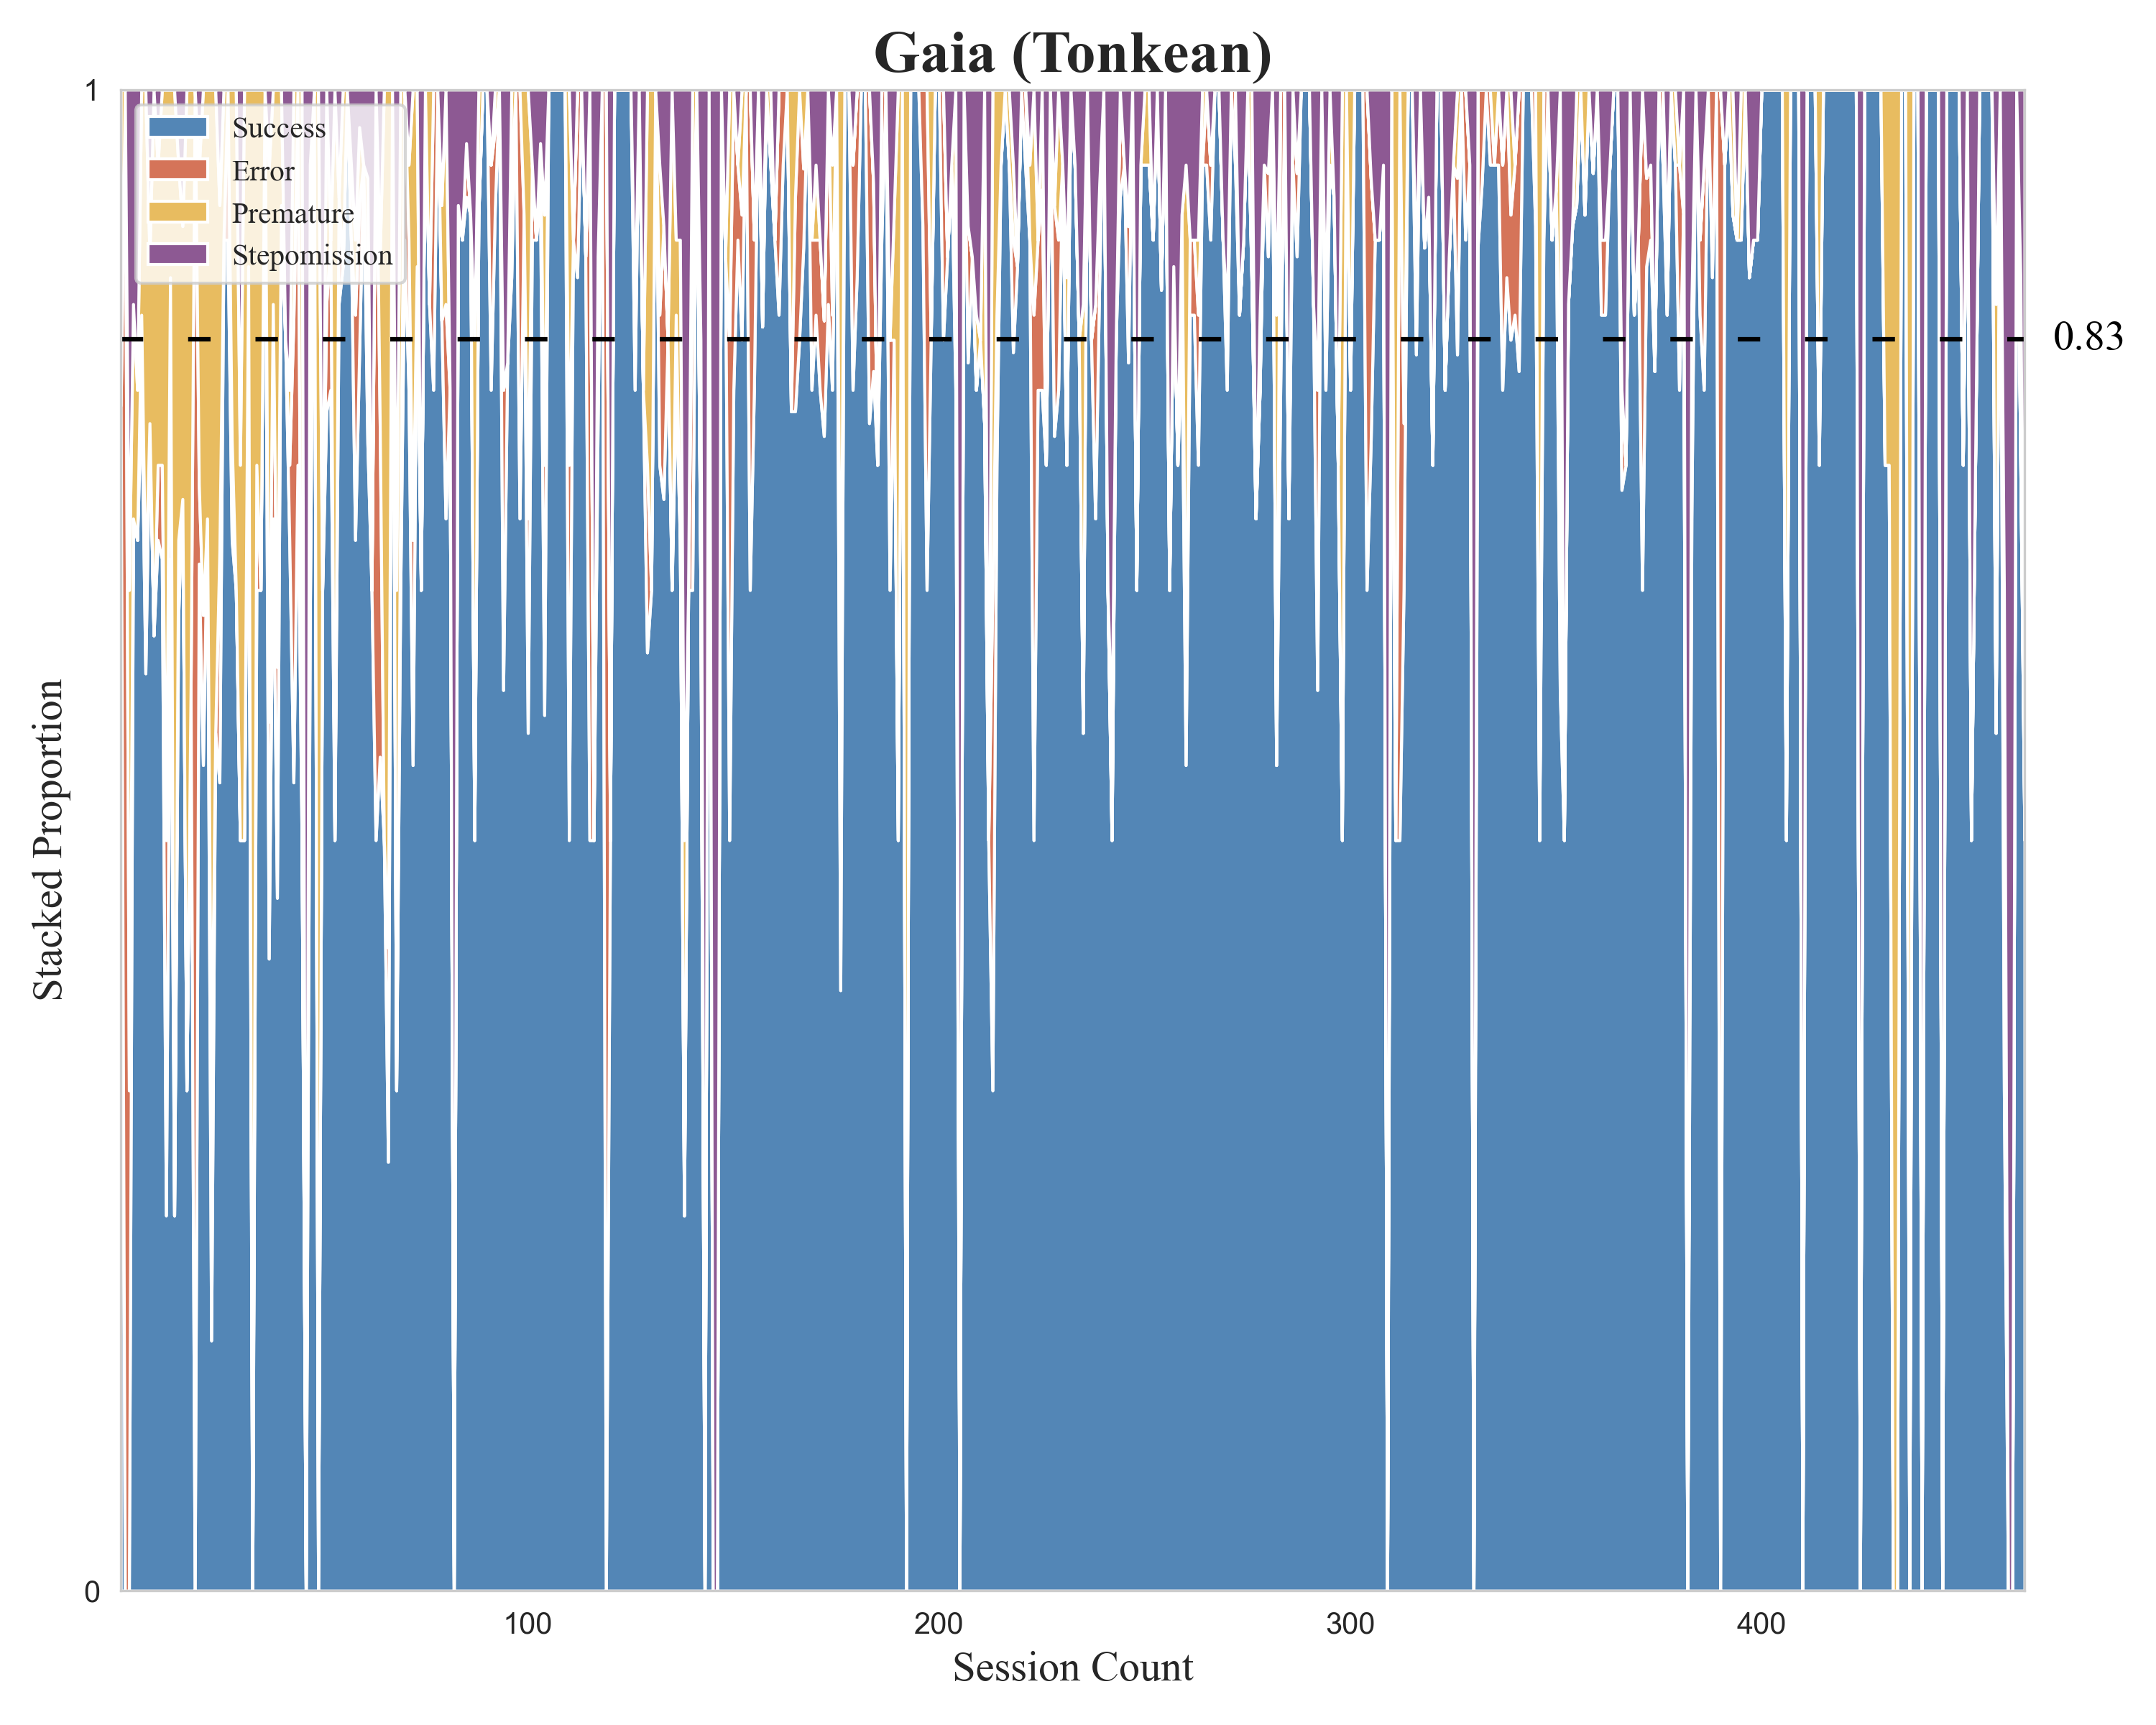 Gaia (Tonkean)
1
Success
Error
Premature
Stepomission
0.83
Stacked Proportion
0
100
200
300
400
Session Count